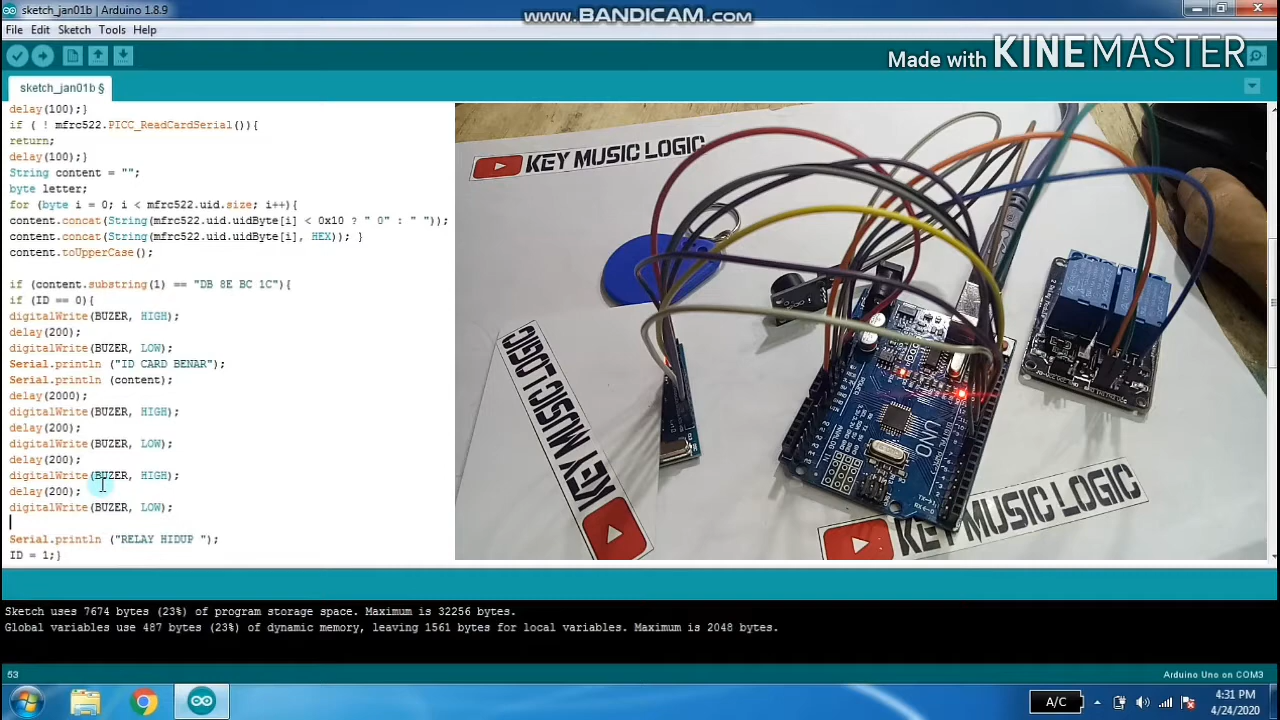 sketch_jan01b | Arduino 1.8.9
www.BANDICAM.com
File Edit Sketch Tools Help
Made with KINEMASTER
sketch_jan01b §
delay(100);}
if ( ! mfrc522.PICC_ReadCardSerial()){
return;
delay(100);}
String content = "";
byte letter;
for (byte i = 0; i < mfrc522.uid.size; i++){
content.concat(String(mfrc522.uid.uidByte[i] < 0x10 ? " 0" : " "));
content.concat(String(mfrc522.uid.uidByte[i], HEX)); }
content.toUpperCase();
if (content.substring(1) == "DB 8E BC 1C"){
if (ID == 0){
digitalWrite(BUZER, HIGH);
delay(200);
digitalWrite(BUZER, LOW);
Serial.println ("ID CARD BENAR");
Serial.println (content);
delay(2000);
digitalWrite(BUZER, HIGH);
delay(200);
digitalWrite(BUZER, LOW);
delay(200);
digitalWrite(BUZER, HIGH);
delay(200);
digitalWrite(BUZER, LOW);
Serial.println ("RELAY HIDUP ");
ID = 1;}
KEY MUSIC LOGIC
KEY MUSIC LOGIC
UNO
KEY MUSIC LOGIC
Sketch uses 7674 bytes (23%) of program storage space. Maximum is 32256 bytes.
Global variables use 487 bytes (23%) of dynamic memory, leaving 1561 bytes for local variables. Maximum is 2048 bytes.
53
Arduino Uno on COM3
A/C
4:31 PM
4/24/2020